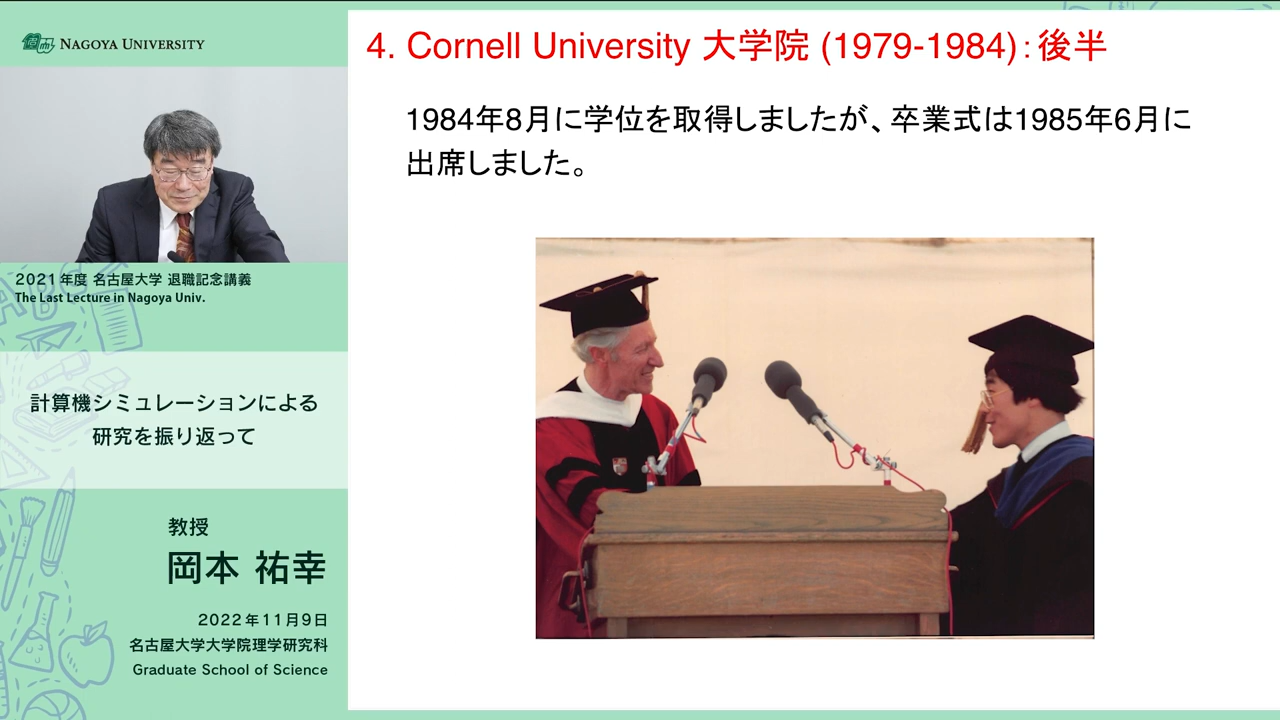 NAGOYA UNIVERSITY
2021年度 名古屋大学 退職記念講義
The Last Lecture in Nagoya Univ.
計算機シミュレーションによる
研究を振り返って
教授
岡本 祐幸
2022年11月9日
名古屋大学大学院理学研究科
Graduate School of Science
4. Cornell University 大学院 (1979-1984)：後半
1984年8月に学位を取得しましたが、卒業式は1985年6月に
出席しました。